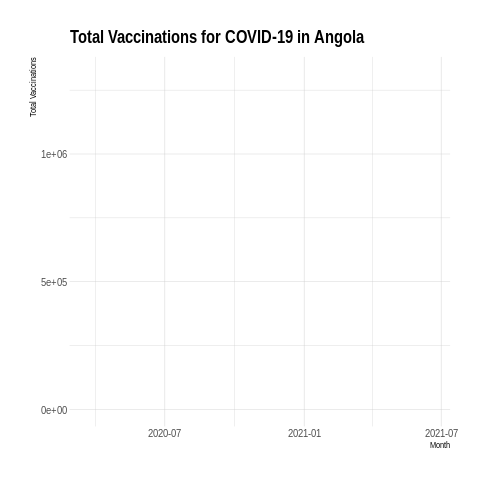 Total Vaccinations for COVID-19 in Angola
Total Vaccinations
1e+06
5e+05
0e+00
2020-07
2021-01
2021-07
Month